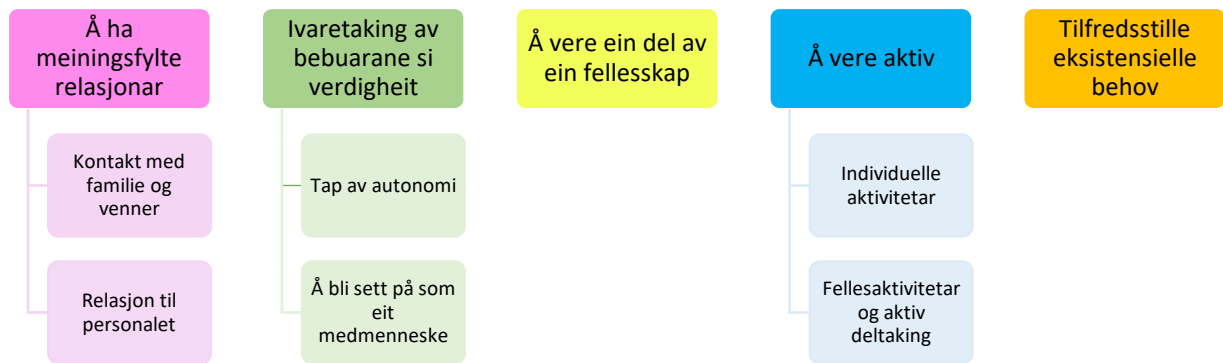 Å ha
meiningsfylte
relasjonar
Kontakt med
familie og
venner
Relasjon til
personalet
Ivaretaking av
bebuarane si
verdigheit
Tap av autonomi
Å bli sett på som
eit
medmenneske
Å vere ein del av
ein fellesskap
Å vere aktiv
Individuelle
aktivitetar
Fellesaktivitetar
og aktiv
deltaking
Tilfredsstille
eksistensielle
behov